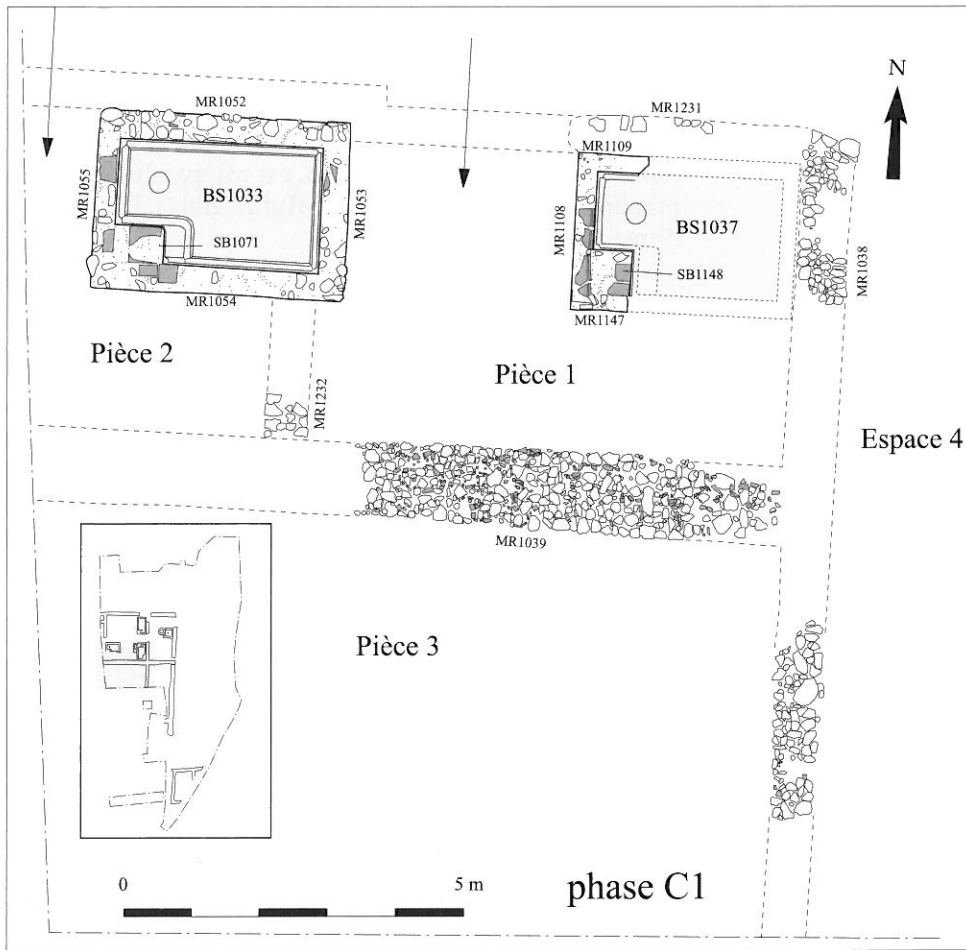 N
MR1052
MR1231
MR1109
MR1055
BS1033
MR1053
MR1108
BS1037
SB1071
SB1148
MR1038
MR1054
MR1147
Pièce 2
Pièce 1
MR1232
Espace 4
MR1039
Pièce 3
0
5 m
phase C1